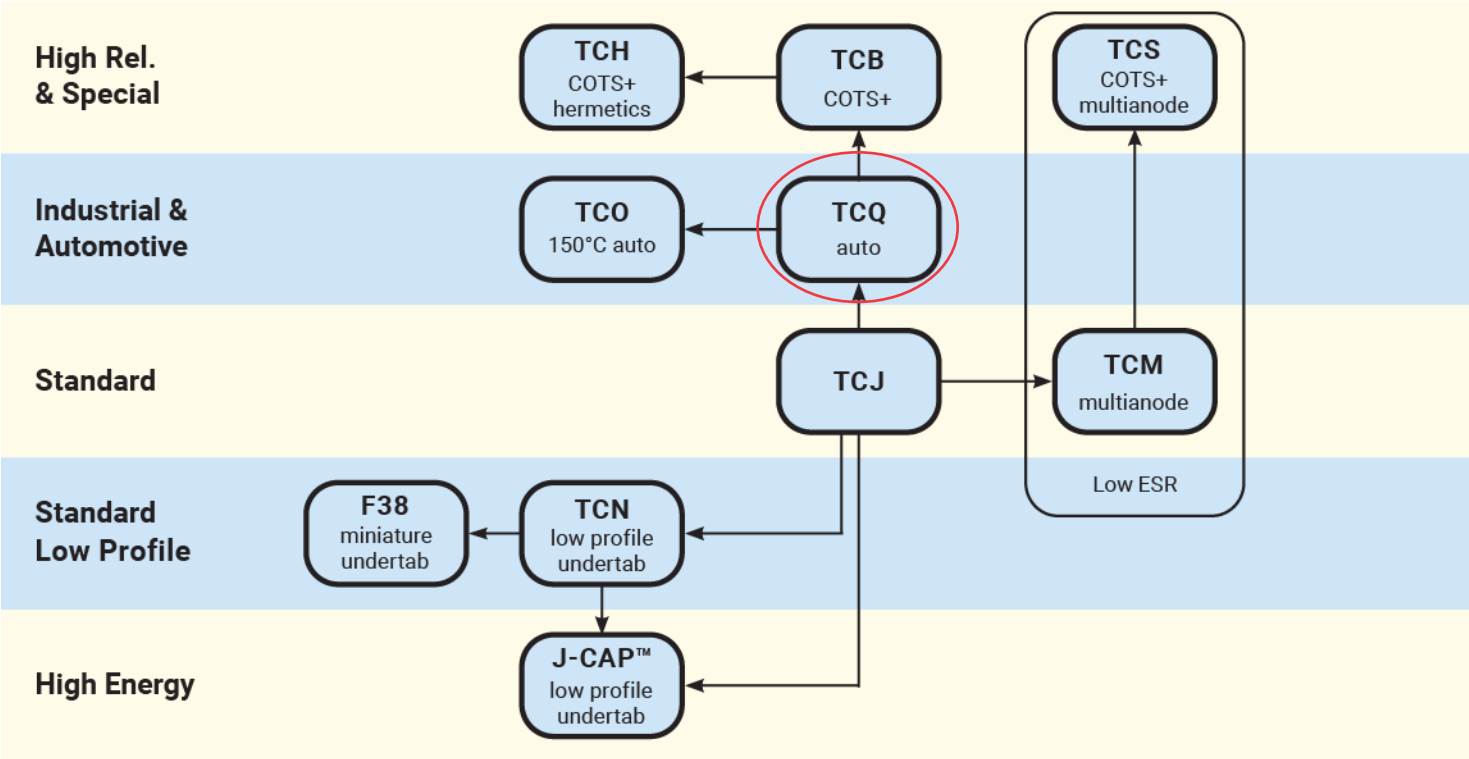 High Rel.
& Special
TCH
COTS+
hermetics
TCB
COTS+
TCS
COTS+
multianode
Industrial &
Automotive
TCO
150°C auto
TCQ
auto
Standard
TCJ
TCM
multianode
Low ESR
Standard
Low Profile
F38
miniature
undertab
TCN
low profile
undertab
High Energy
J-CAP™
low profile
undertab